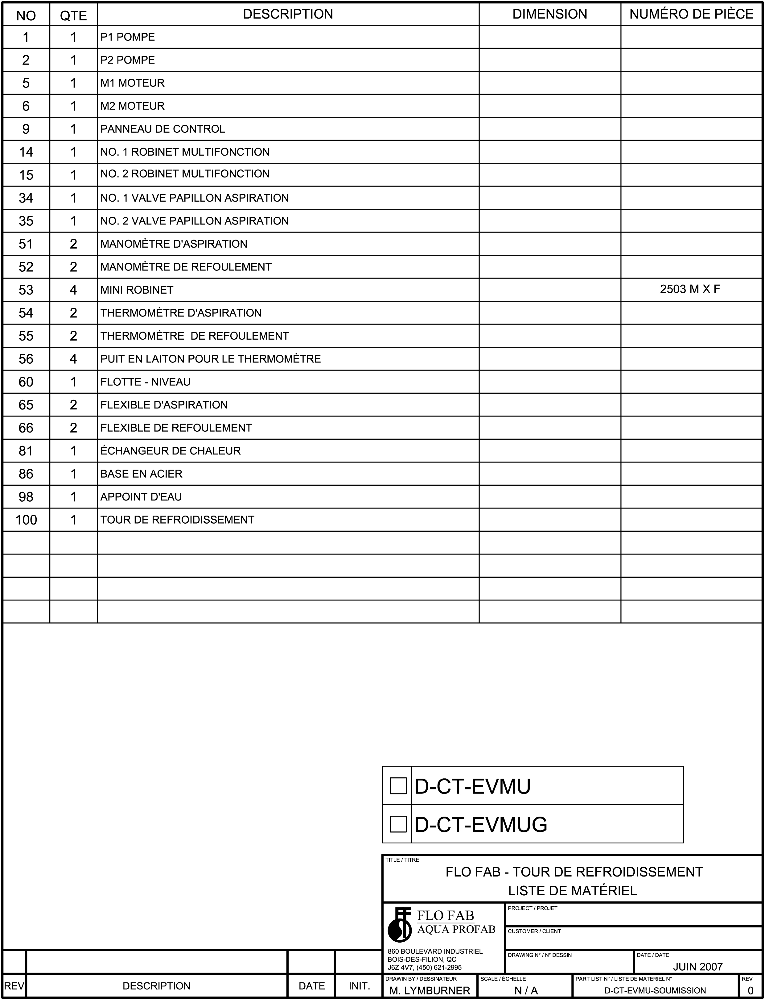 NO QTE DESCRIPTION DIMENSION NUMÉRO DE PIÈCE
1 1 P1 POMPE
2 1 P2 POMPE
5 1 M1 MOTEUR
6 1 M2 MOTEUR
9 1 PANNEAU DE CONTROL
14 1 NO. 1 ROBINET MULTIFONCTION
15 1 NO. 2 ROBINET MULTIFONCTION
34 1 NO. 1 VALVE PAPILLON ASPIRATION
35 1 NO. 2 VALVE PAPILLON ASPIRATION
51 2 MANOMÈTRE D'ASPIRATION
52 2 MANOMÈTRE DE REFOULEMENT
53 4 MINI ROBINET 2503 M X F
54 2 THERMOMÈTRE D'ASPIRATION
55 2 THERMOMÈTRE DE REFOULEMENT
56 4 PUIT EN LAITON POUR LE THERMOMÈTRE
60 1 FLOTTE - NIVEAU
65 2 FLEXIBLE D'ASPIRATION
66 2 FLEXIBLE DE REFOULEMENT
81 1 ÉCHANGEUR DE CHALEUR
86 1 BASE EN ACIER
98 1 APPOINT D'EAU
100 1 TOUR DE REFROIDISSEMENT
D-CT-EVMU
D-CT-EVMUG
TITLE / TITRE
FLO FAB - TOUR DE REFROIDISSEMENT
LISTE DE MATÉRIEL
FLO FAB
AQUA PROFAB
860 BOULEVARD INDUSTRIEL
BOIS-DES-FILION, QC
J6Z 4V7, (450) 621-2995
PROJECT / PROJET
CUSTOMER / CLIENT
DRAWING N° / N° DESSIN
DATE / DATE
JUIN 2007
REV DESCRIPTION DATE INIT.
DRAWIN BY / DESSINATEUR
M. LYMBURNER
SCALE / ÉCHELLE
N / A
PART LIST N° / LISTE DE MATERIEL N°
D-CT-EVMU-SOUMISSION
REV
0